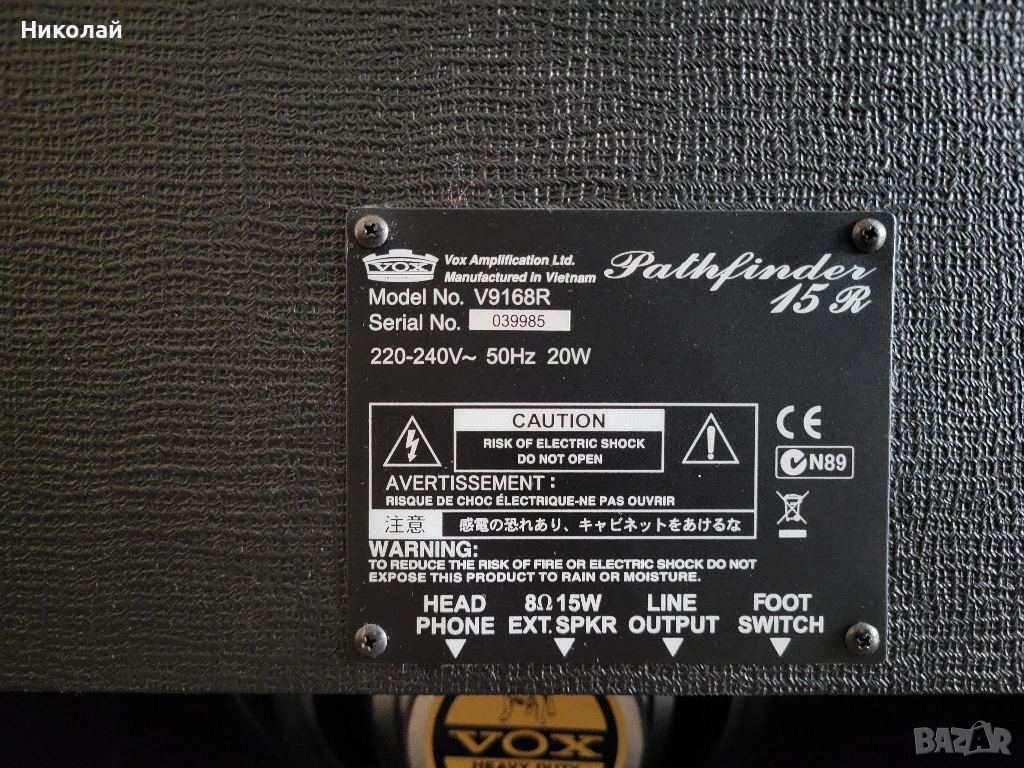 Николай
VOX
Vox Amplification Ltd.
Manufactured in Vietnam
Pathfinder
15 R
Model No. V9168R
Serial No. 039985
220-240V~ 50Hz 20W
CAUTION
RISK OF ELECTRIC SHOCK
DO NOT OPEN
AVERTISSEMENT :
RISQUE DE CHOC ÉLECTRIQUE-NE PAS OUVRIR
注意 感電の恐れあり、キャビネットをあけるな
CE
N89
WARNING:
TO REDUCE THE RISK OF FIRE OR ELECTRIC SHOCK DO NOT
EXPOSE THIS PRODUCT TO RAIN OR MOISTURE.
HEAD 8Ω15W LINE FOOT
PHONE EXT.SPKR OUTPUT SWITCH
VOX
HEAVY DUTY
BAZAR